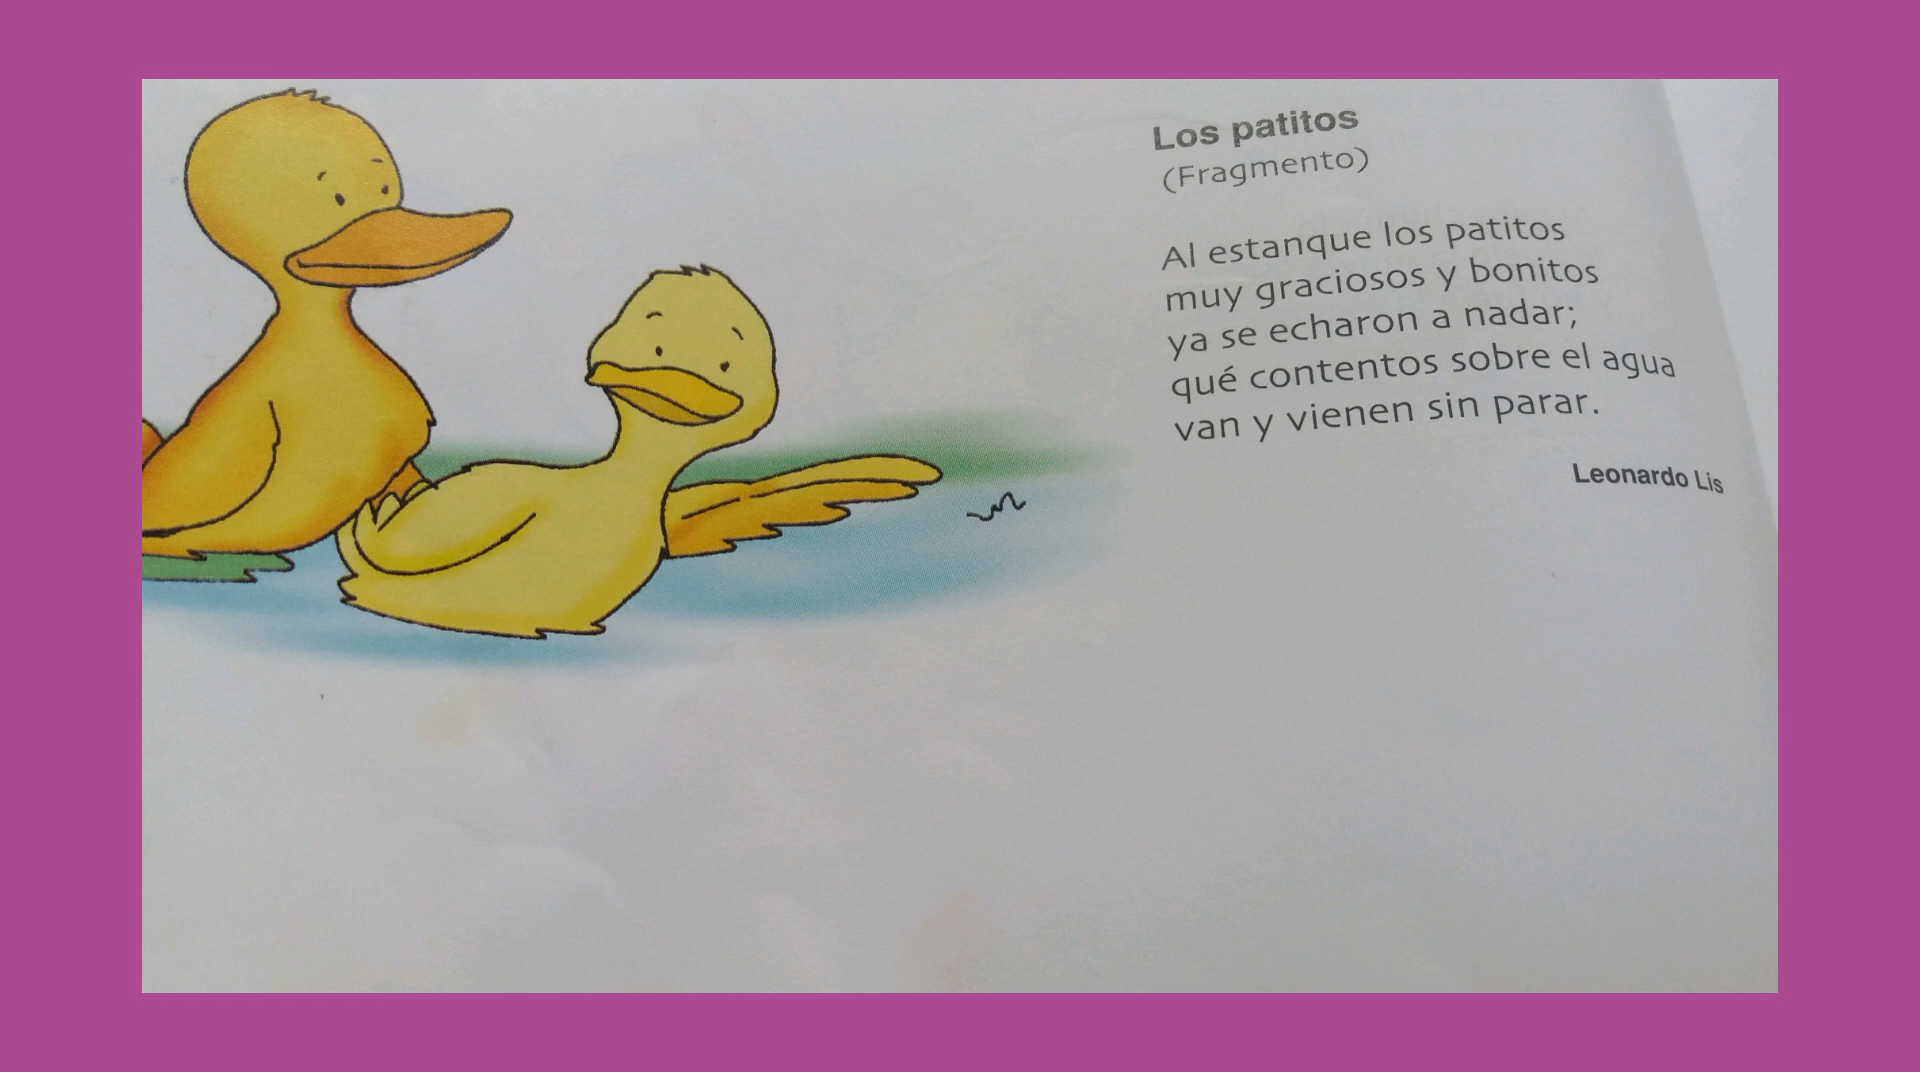 Los patitos
(Fragmento)
Al estanque los patitos
muy graciosos y bonitos
ya se echaron a nadar;
qué contentos sobre el agua
van y vienen sin parar.
Leonardo Lis